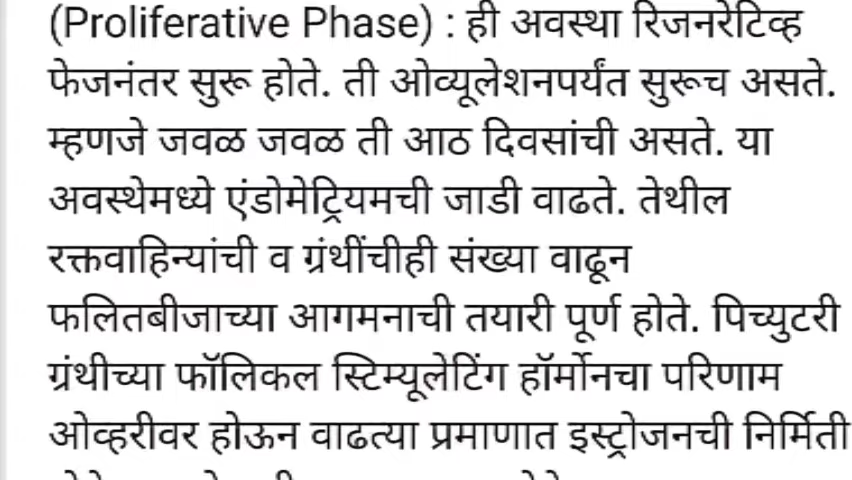 (Proliferative Phase) : ही अवस्था रिजनरेटिव्ह
फेजनंतर सुरू होते. ती ओव्यूलेशनपर्यंत सुरूच असते.
म्हणजे जवळ जवळ ती आठ दिवसांची असते. या
अवस्थेमध्ये एंडोमेट्रियमची जाडी वाढते. तेथील
रक्तवाहिन्यांची व ग्रंथींचीही संख्या वाढून
फलितबीजाच्या आगमनाची तयारी पूर्ण होते. पिच्युटरी
ग्रंथीच्या फॉलिकल स्टिम्यूलेटिंग हॉर्मोनचा परिणाम
ओव्हरीवर होऊन वाढत्या प्रमाणात इस्ट्रोजनची निर्मिती